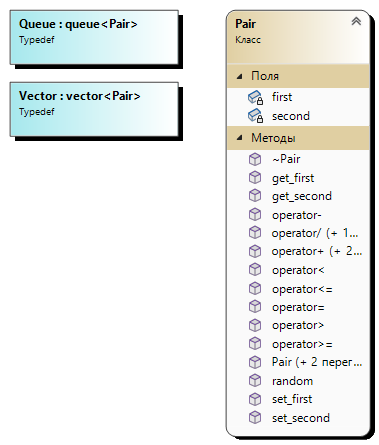 Queue : queue<Pair>
Typedef
Vector : vector<Pair>
Typedef
Pair
Класс
Поля
first
second
Методы
~Pair
get_first
get_second
operator-
operator/ (+ 1...
operator+ (+ 2...
operator<
operator<=
operator=
operator>
operator>=
Pair (+ 2 перег...
random
set_first
set_second